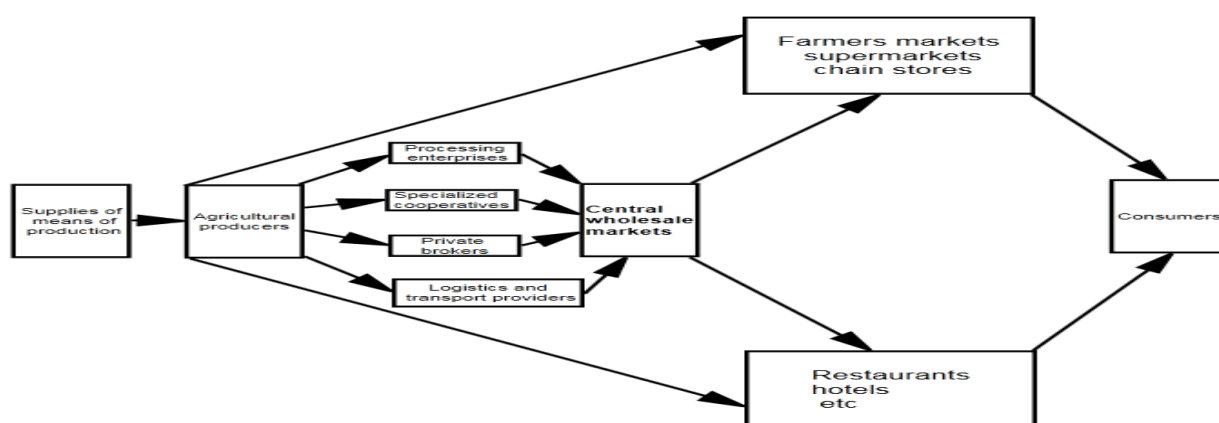 Farmers markets
supermarkets
chain stores
Processing
enterprises
Supplies of
means of
production
Agricultural
producers
Specialized
cooperatives
Central
wholesale
markets
Consumers
Private
brokers
Logistics and
transport providers
Restaurants
hotels
etc